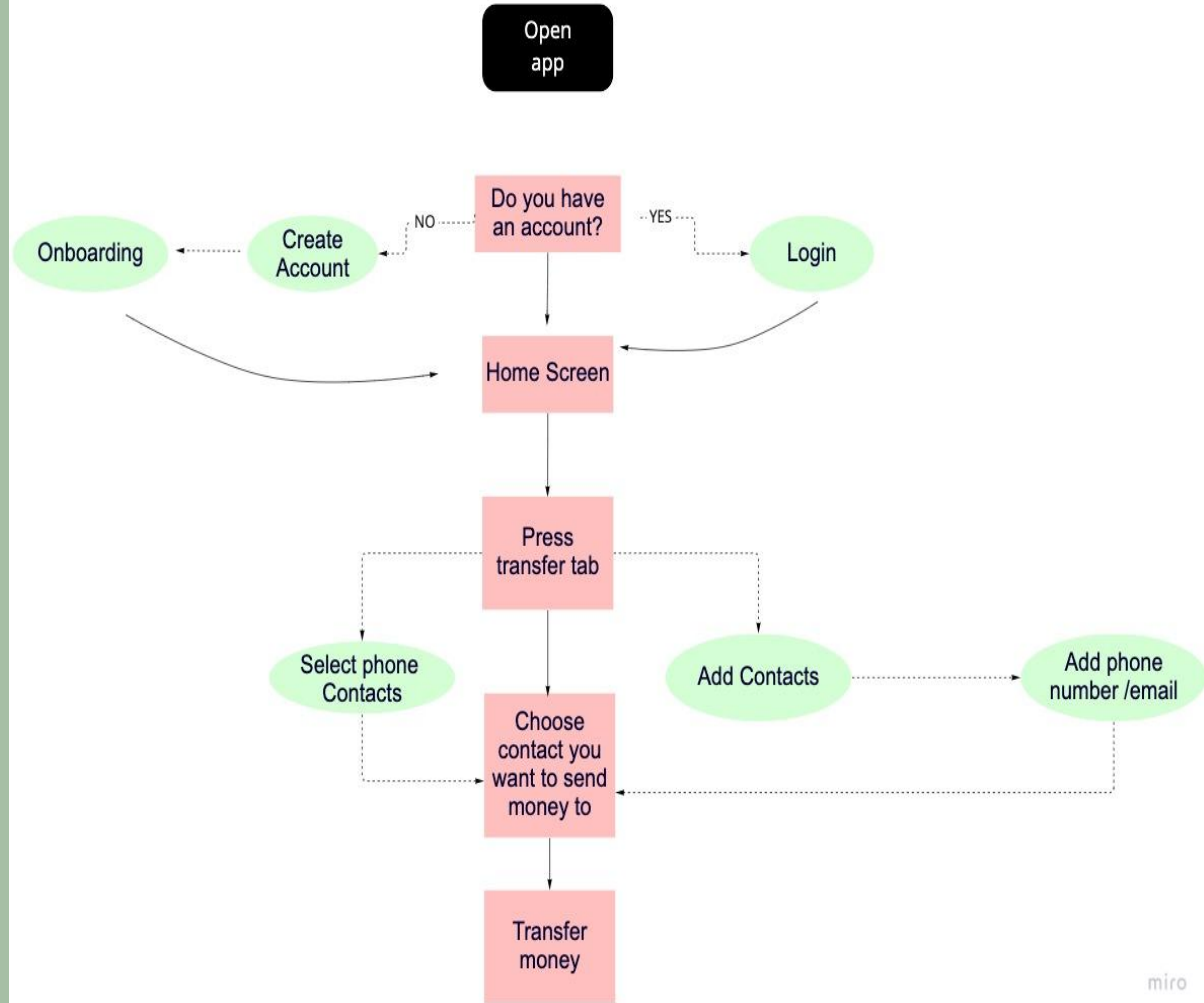 Open
app
Do you have
an account?
NO
YES
Onboarding
Create
Account
Login
Home Screen
Press
transfer tab
Select phone
Contacts
Add Contacts
Add phone
number /email
Choose
contact you
want to send
money to
Transfer
money
miro